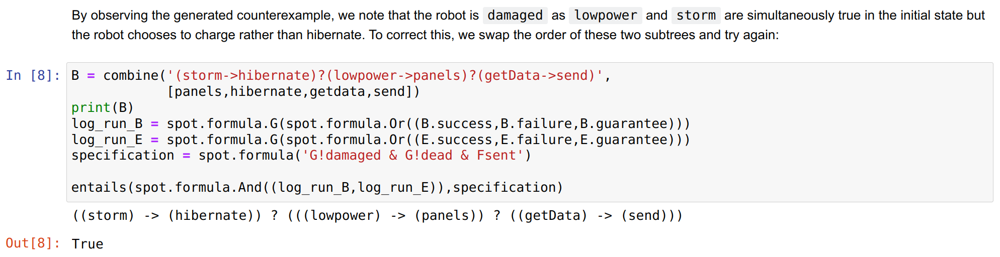 By observing the generated counterexample, we note that the robot is damaged as lowpower and storm are simultaneously true in the initial state but
the robot chooses to charge rather than hibernate. To correct this, we swap the order of these two subtrees and try again:
In [8]: B = combine('(storm->hibernate)?(lowpower->panels)?(getData->send)',
[panels,hibernate,getdata,send])
print(B)
log_run_B = spot.formula.G(spot.formula.Or((B.success,B.failure,B.guarantee)))
log_run_E = spot.formula.G(spot.formula.Or((E.success,E.failure,E.guarantee)))
specification = spot.formula('G!damaged & G!dead & Fsent')
entails(spot.formula.And((log_run_B,log_run_E)),specification)
((storm) -> (hibernate)) ? (((lowpower) -> (panels)) ? ((getData) -> (send)))
Out[8]: True